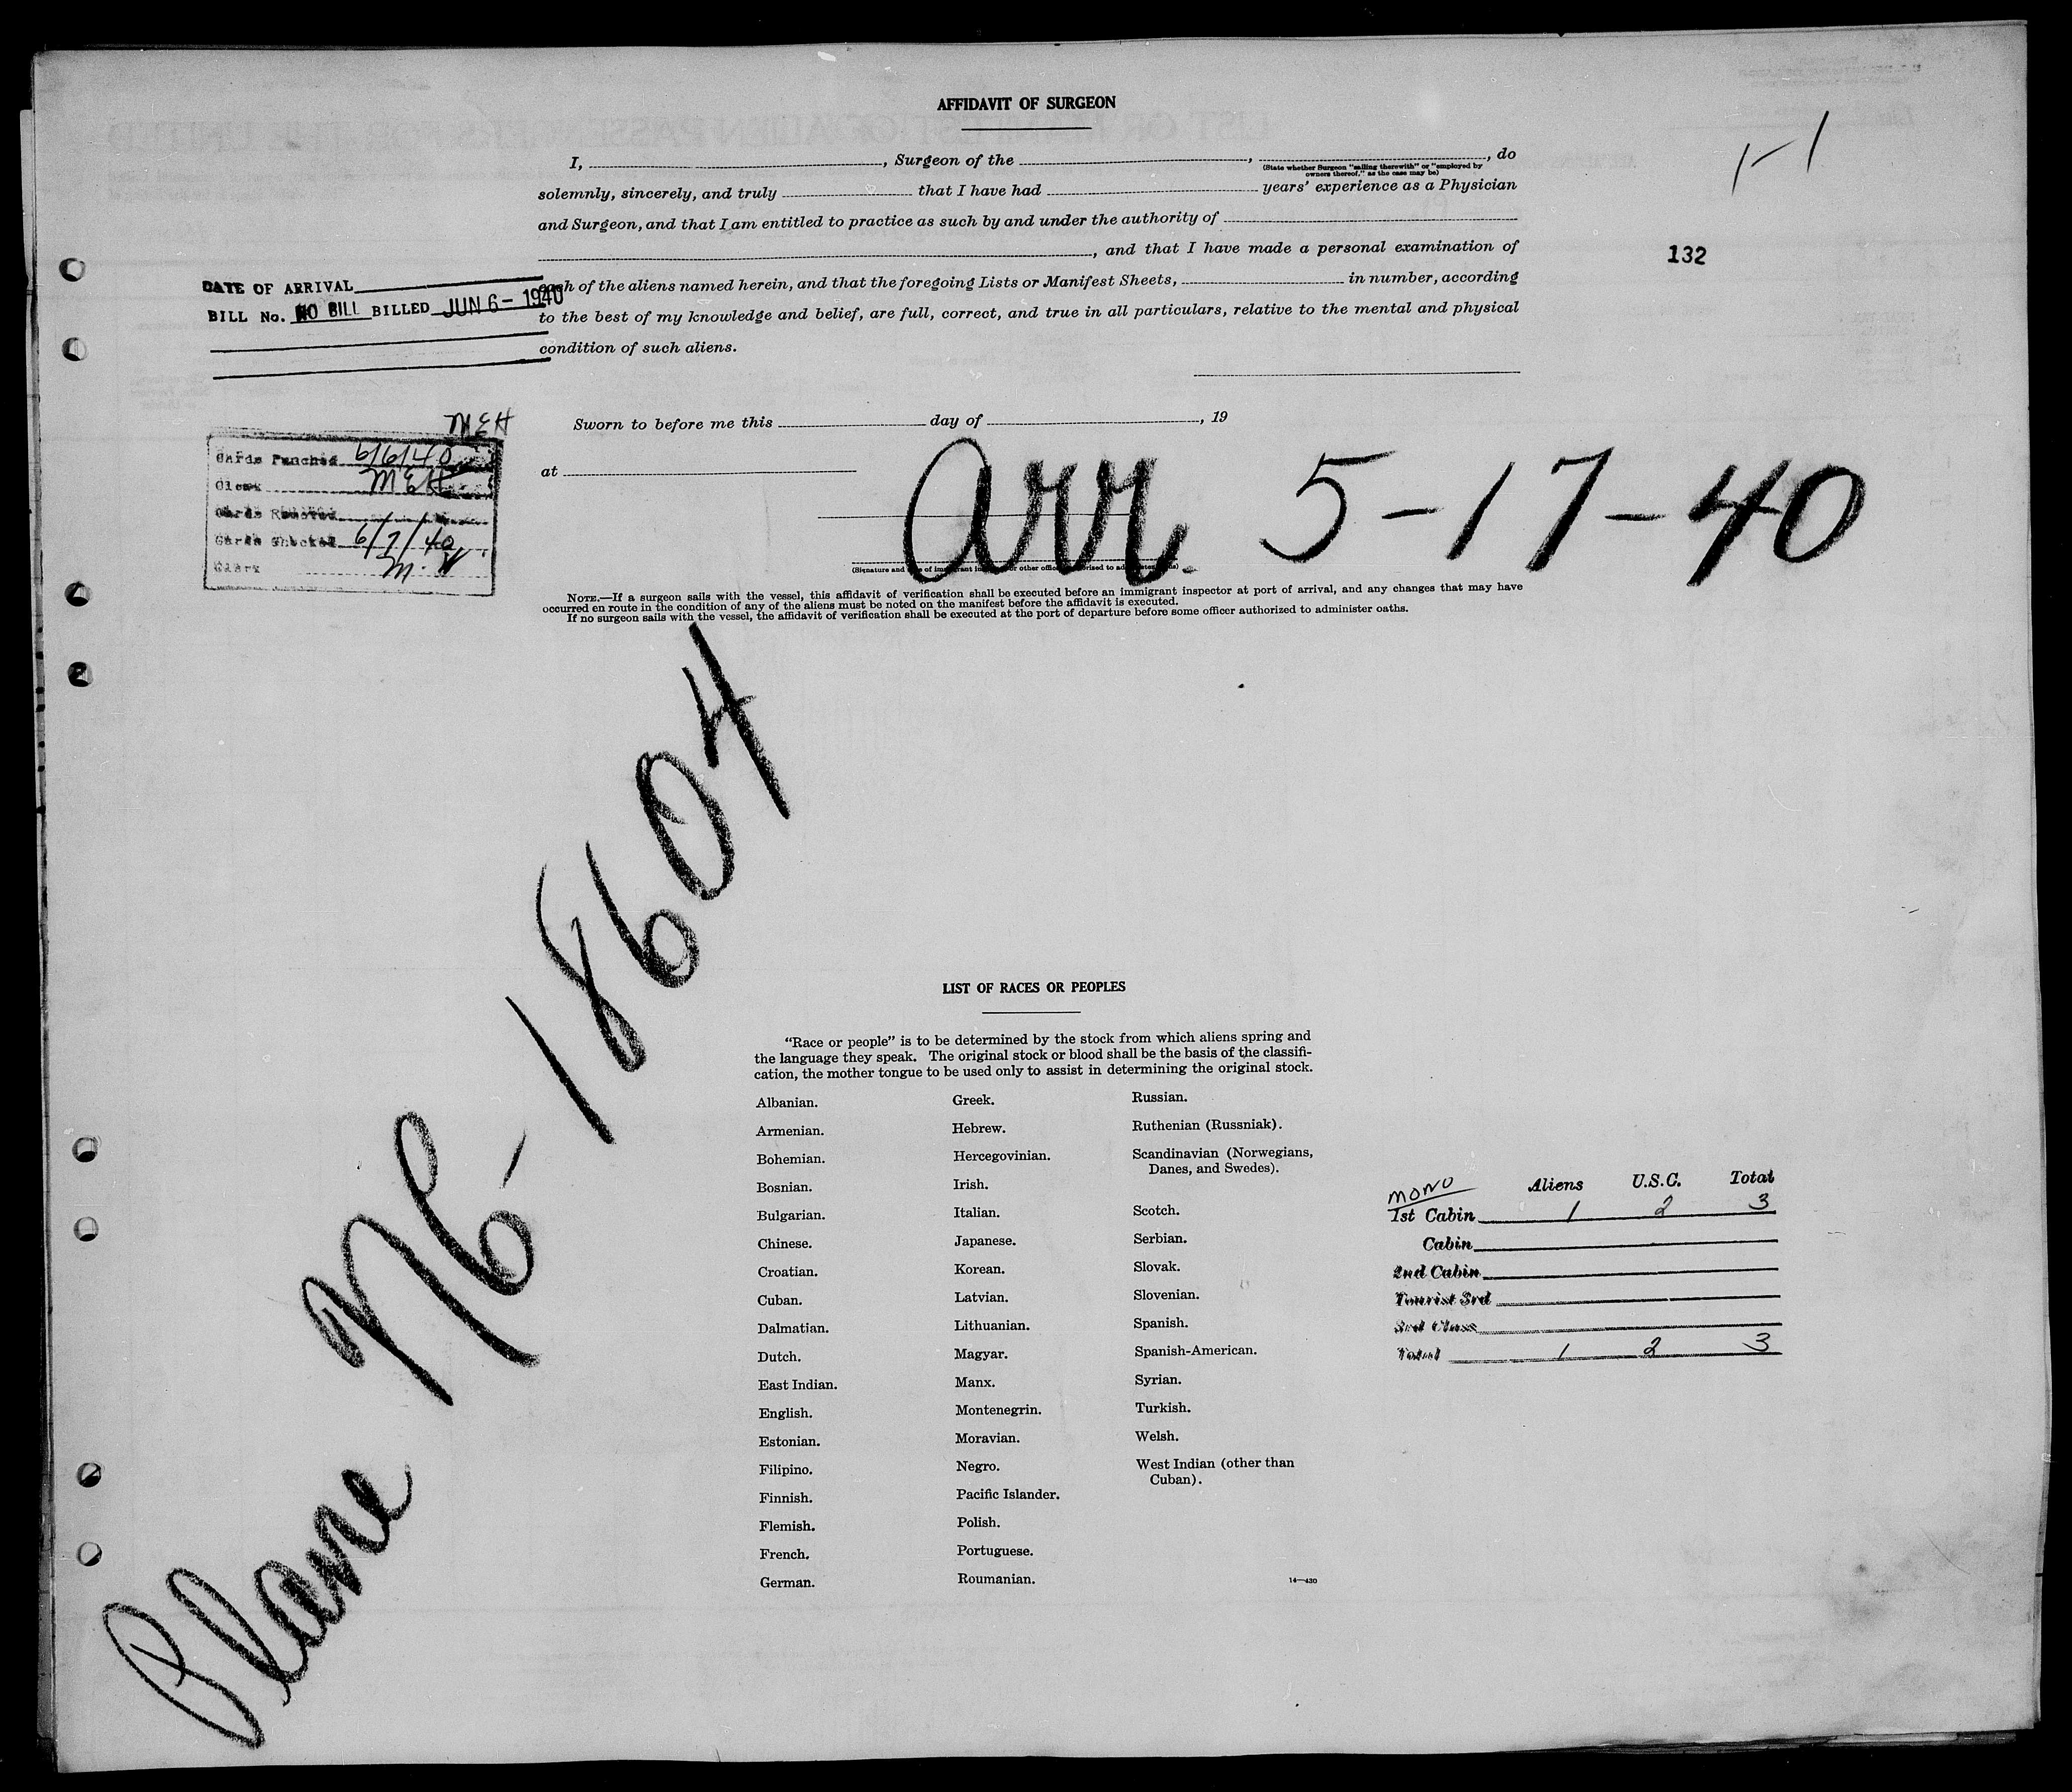 AFFIDAVIT OF SURGEON
I, , Surgeon of the , , do
(State whether Surgeon "sailing therewith" or "employed by
owners thereof," as the case may be)
solemnly, sincerely, and truly that I have had years' experience as a Physician
and Surgeon, and that I am entitled to practice as such by and under the authority of
, and that I have made a personal examination of
each of the aliens named herein, and that the foregoing Lists or Manifest Sheets, in number, according
to the best of my knowledge and belief, are full, correct, and true in all particulars, relative to the mental and physical
condition of such aliens.
1-1
132
DATE OF ARRIVAL
BILL No. NO BILL BILLED JUN 6 - 1940
MEH
Cards Punched 6/6/40
Clerk MEH
Cards
Cards Checked 6/7/40
Clerk M.W.
Sworn to before me this day of , 19
at
arr. 5-17-40
(Signature and of immigrant or other to
NOTE.—If a surgeon sails with the vessel, this affidavit of verification shall be executed before an immigrant inspector at port of arrival, and any changes that may have
occurred en route in the condition of any of the aliens must be noted on the manifest before the affidavit is executed.
If no surgeon sails with the vessel, the affidavit of verification shall be executed at the port of departure before some officer authorized to administer oaths.
Plane NC-18604
LIST OF RACES OR PEOPLES
"Race or people" is to be determined by the stock from which aliens spring and
the language they speak. The original stock or blood shall be the basis of the classifi-
cation, the mother tongue to be used only to assist in determining the original stock.
Albanian.
Armenian.
Bohemian.
Bosnian.
Bulgarian.
Chinese.
Croatian.
Cuban.
Dalmatian.
Dutch.
East Indian.
English.
Estonian.
Filipino.
Finnish.
Flemish.
French.
German.
Greek.
Hebrew.
Hercegovinian.
Irish.
Italian.
Japanese.
Korean.
Latvian.
Lithuanian.
Magyar.
Manx.
Montenegrin.
Moravian.
Negro.
Pacific Islander.
Polish.
Portuguese.
Roumanian.
Russian.
Ruthenian (Russniak).
Scandinavian (Norwegians,
Danes, and Swedes).
Scotch.
Serbian.
Slovak.
Slovenian.
Spanish.
Spanish-American.
Syrian.
Turkish.
Welsh.
West Indian (other than
Cuban).
14—430
MONO Aliens U.S.C. Total
1st Cabin 1 2 3
Cabin
2nd Cabin
Tourist 3rd
3rd Class
Total 1 2 3